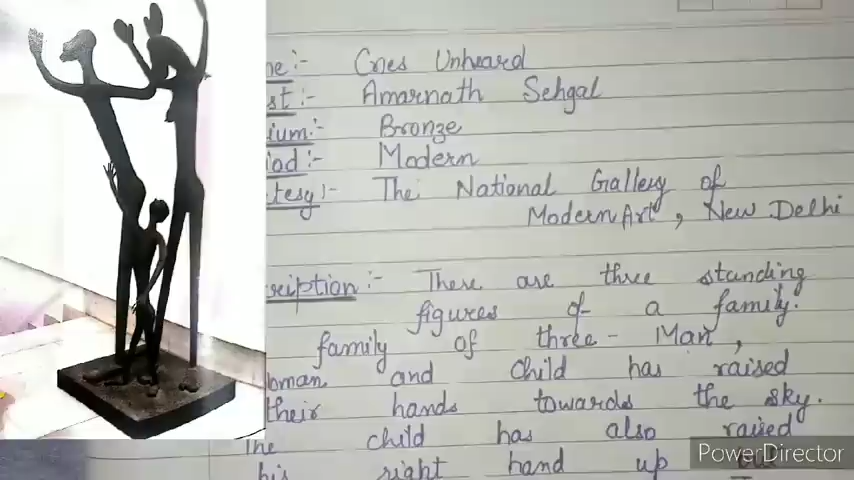 ne:- Cries Unheard
st:- Amarnath Sehgal
ium:- Bronze
iod:- Modern
tesy:- The National Gallery of
Modern Art, New Delhi
ription:- There are three standing
figures of a family.
family of three - Man,
oman and Child has raised
their hands towards the sky.
The child has also raised
his right hand up
PowerDirector